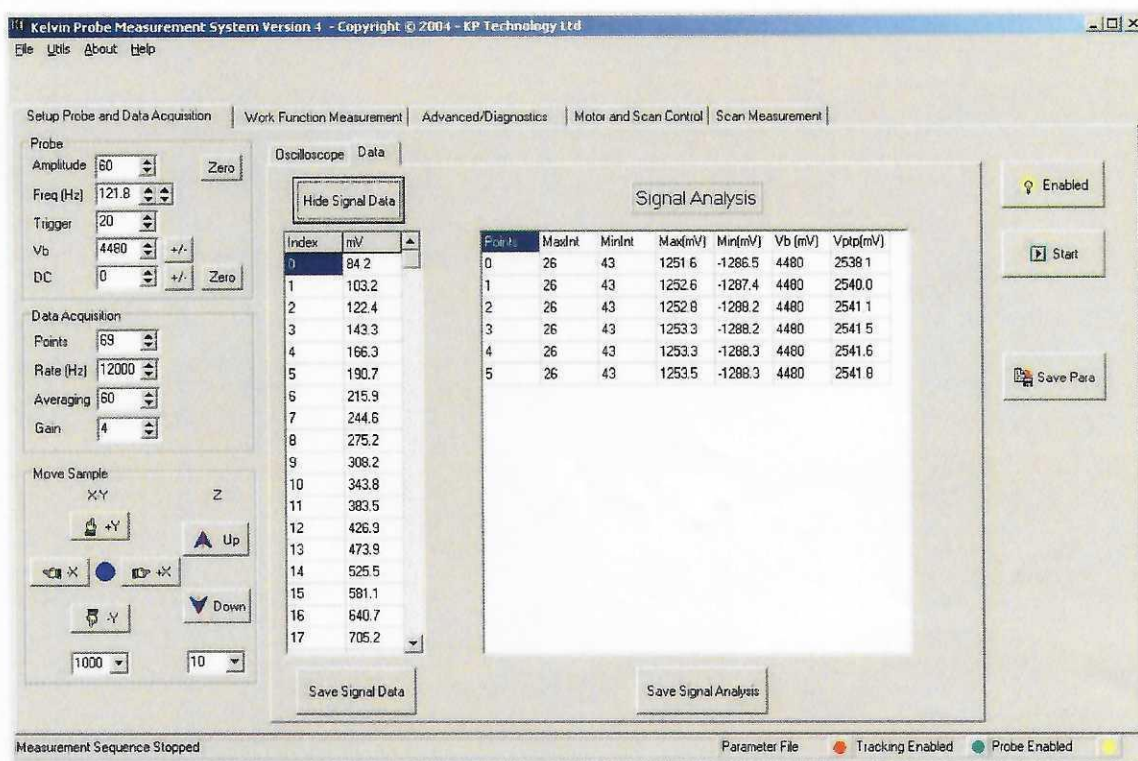 Kelvin Probe Measurement System Version 4 - Copyright © 2004 - KP Technology Ltd
File Utils About Help
Setup Probe and Data Acquisition Work Function Measurement Advanced/Diagnostics Motor and Scan Control Scan Measurement
Probe
Amplitude 60 Zero
Freq (Hz) 121.8
Trigger 20
Vb 4480 +/-
DC 0 +/- Zero
Data Acquisition
Points 69
Rate (Hz) 12000
Averaging 60
Gain 4
Move Sample
X-Y Z
+Y
Up
-X +X
-Y
Down
1000 10
Oscilloscope Data
Hide Signal Data
Index mV
0 84.2
1 103.2
2 122.4
3 143.3
4 166.3
5 190.7
6 215.9
7 244.6
8 275.2
9 308.2
10 343.8
11 383.5
12 426.9
13 473.9
14 525.5
15 581.1
16 640.7
17 705.2
Save Signal Data
Signal Analysis
Points MaxInt MinInt Max(mV) Min(mV) Vb (mV) Vptp(mV)
0 26 43 1251.6 -1286.5 4480 2538.1
1 26 43 1252.6 -1287.4 4480 2540.0
2 26 43 1252.8 -1288.2 4480 2541.1
3 26 43 1253.3 -1288.2 4480 2541.5
4 26 43 1253.3 -1288.3 4480 2541.6
5 26 43 1253.5 -1288.3 4480 2541.8
Save Signal Analysis
Enabled
Start
Save Para
Measurement Sequence Stopped Parameter File Tracking Enabled Probe Enabled